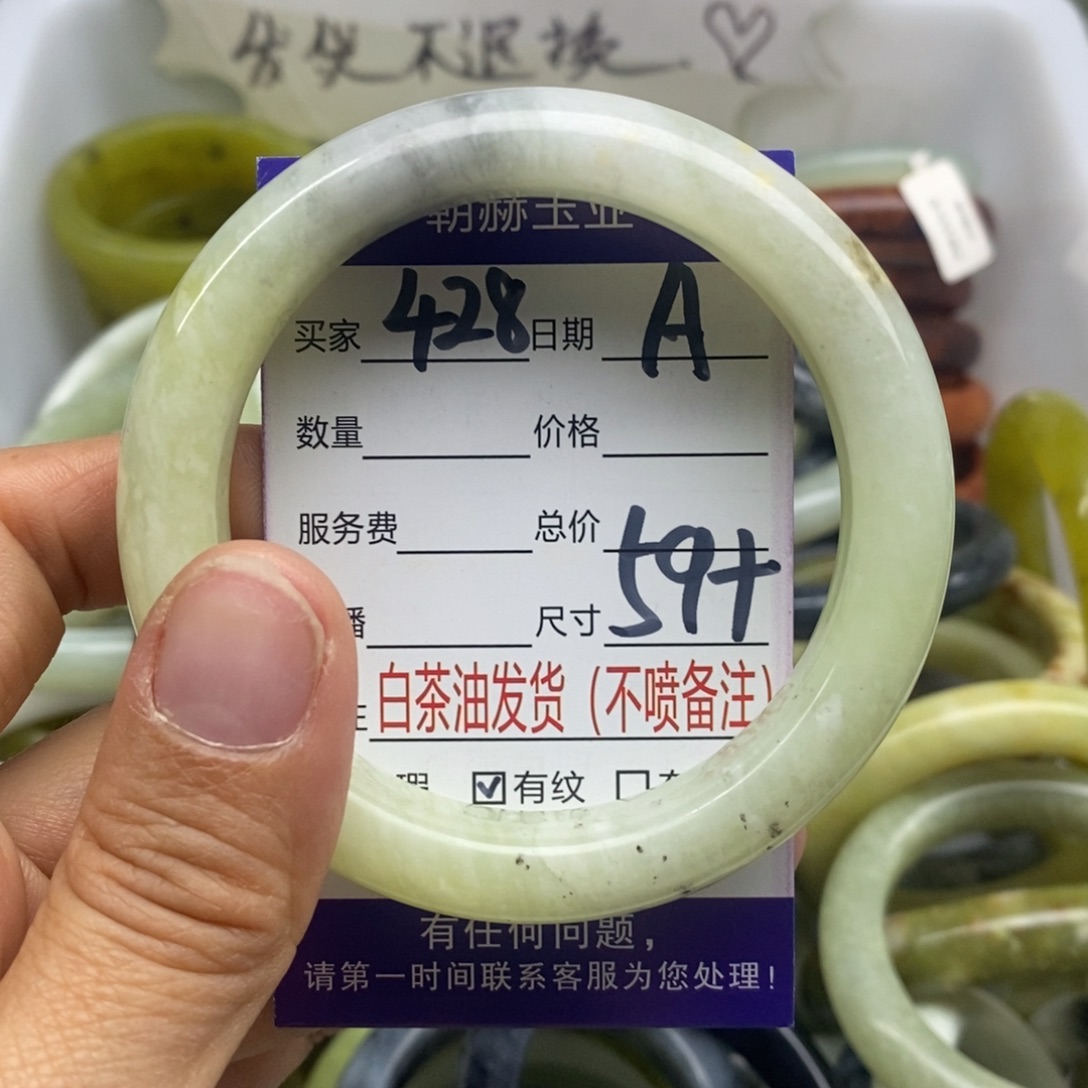 不退换
朝赫玉业
买家 428 日期 A
数量 价格
服务费 总价
播 尺寸 59+
白茶油发货（不喷备注）
瑕 ☑有纹 □
有任何问题，
请第一时间联系客服为您处理！